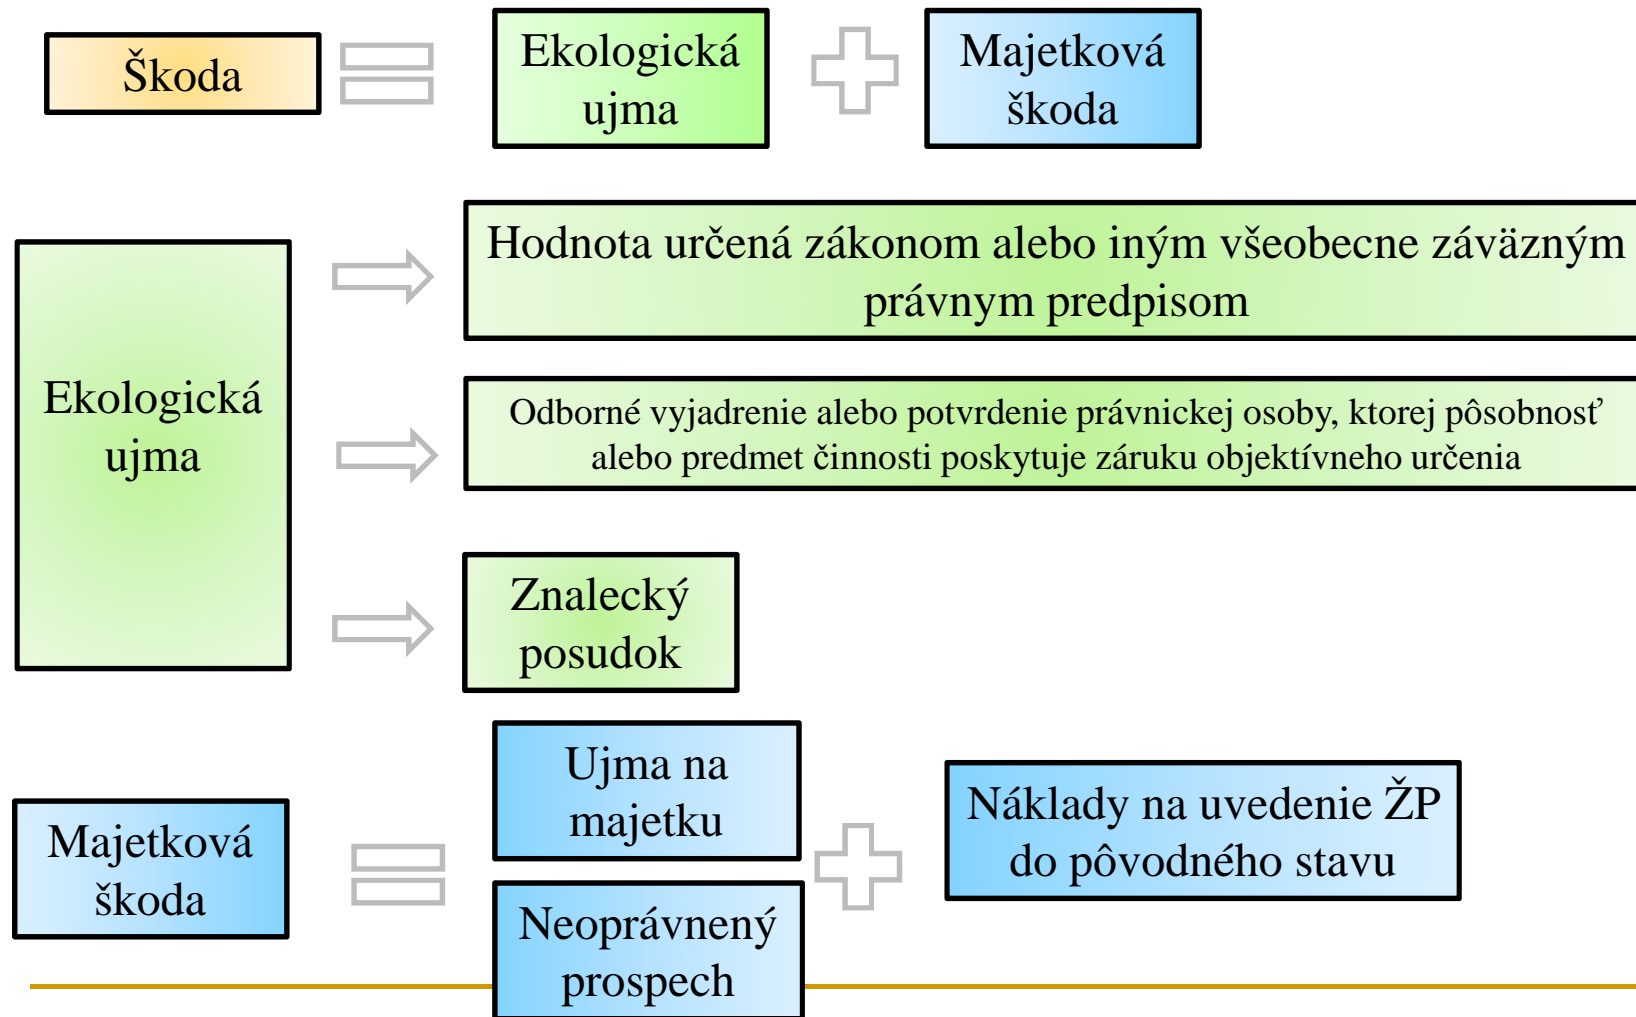 Škoda
Ekologická
ujma
Majetková
škoda
Ekologická
ujma
Hodnota určená zákonom alebo iným všeobecne záväzným
právnym predpisom
Odborné vyjadrenie alebo potvrdenie právnickej osoby, ktorej pôsobnosť
alebo predmet činnosti poskytuje záruku objektívneho určenia
Znalecký
posudok
Majetková
škoda
Ujma na
majetku
Neoprávnený
prospech
Náklady na uvedenie ŽP
do pôvodného stavu